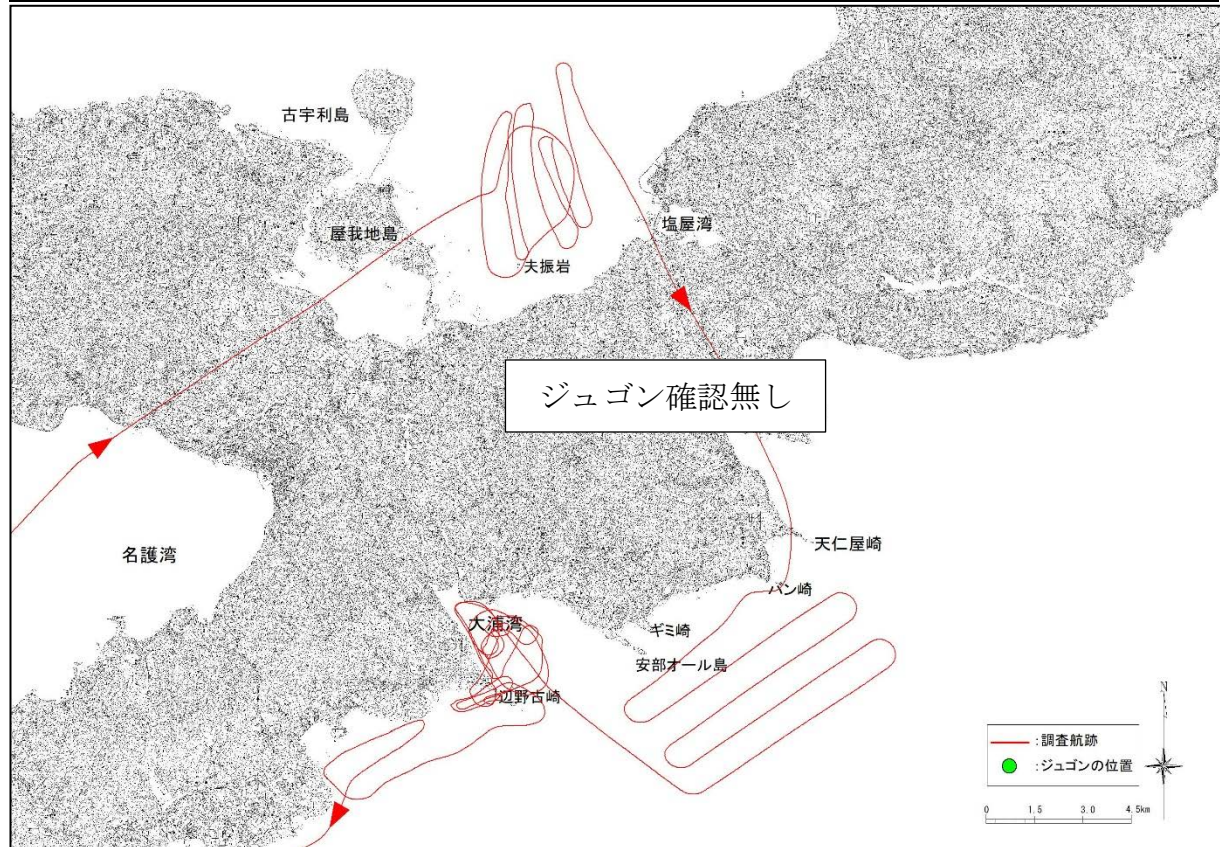 古宇利島
屋我地島
塩屋湾
夫振岩
ジュゴン確認無し
名護湾
天仁屋崎
バン崎
大浦湾
ギミ崎
安部オール島
辺野古崎
N
:調査航跡
:ジュゴンの位置
0 1.5 3.0 4.5km